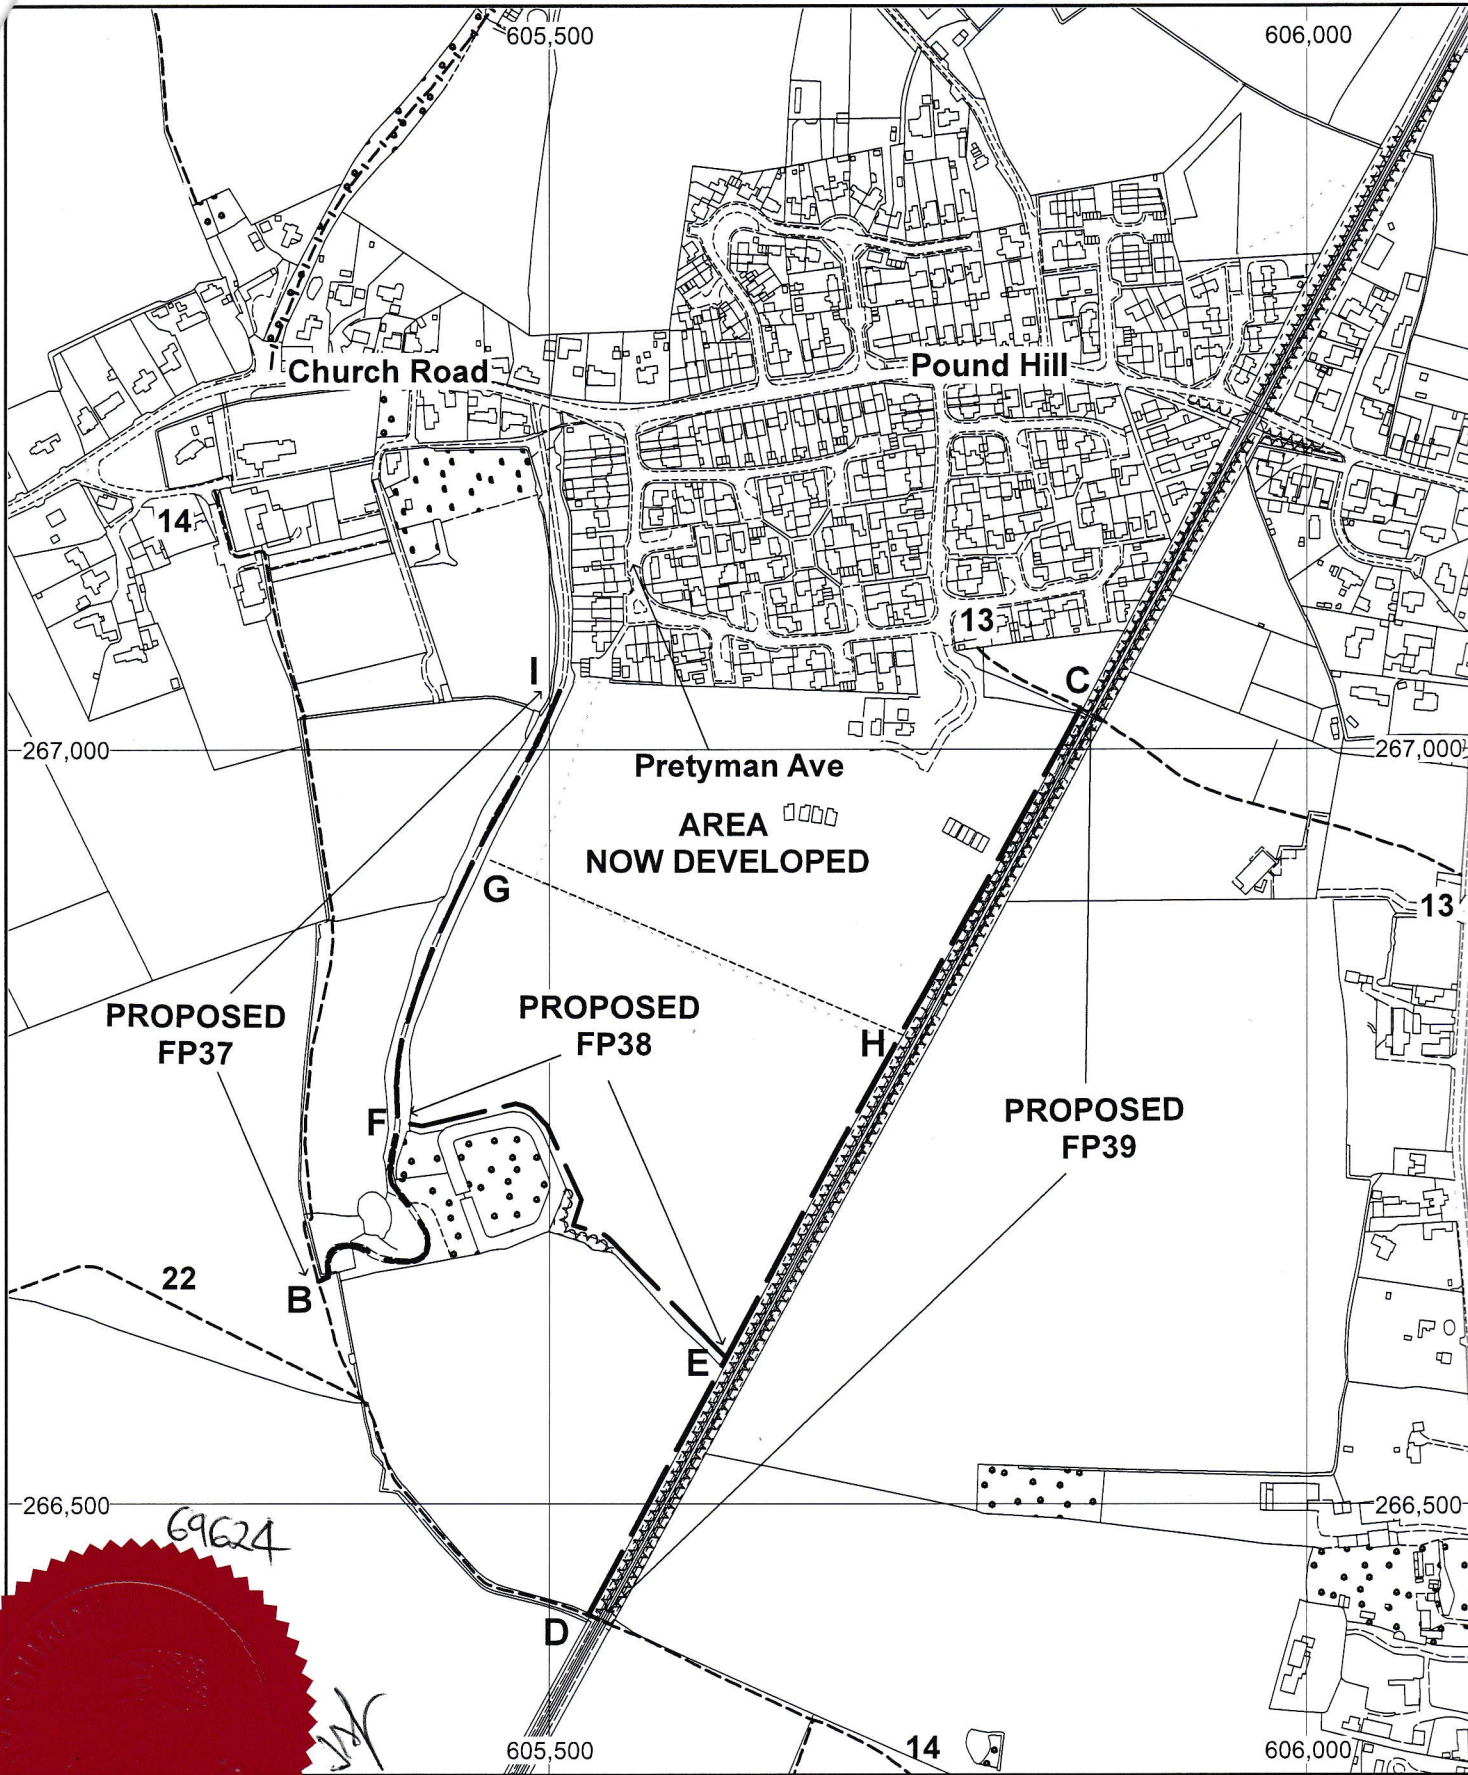 605,500
606,000
Church Road
Pound Hill
14
13
I
C
267,000
267,000
Pretyman Ave
AREA
NOW DEVELOPED
G
13
PROPOSED
FP37
PROPOSED
FP38
H
F
PROPOSED
FP39
22
B
E
266,500
266,500
69624
D
605,500
14
606,000